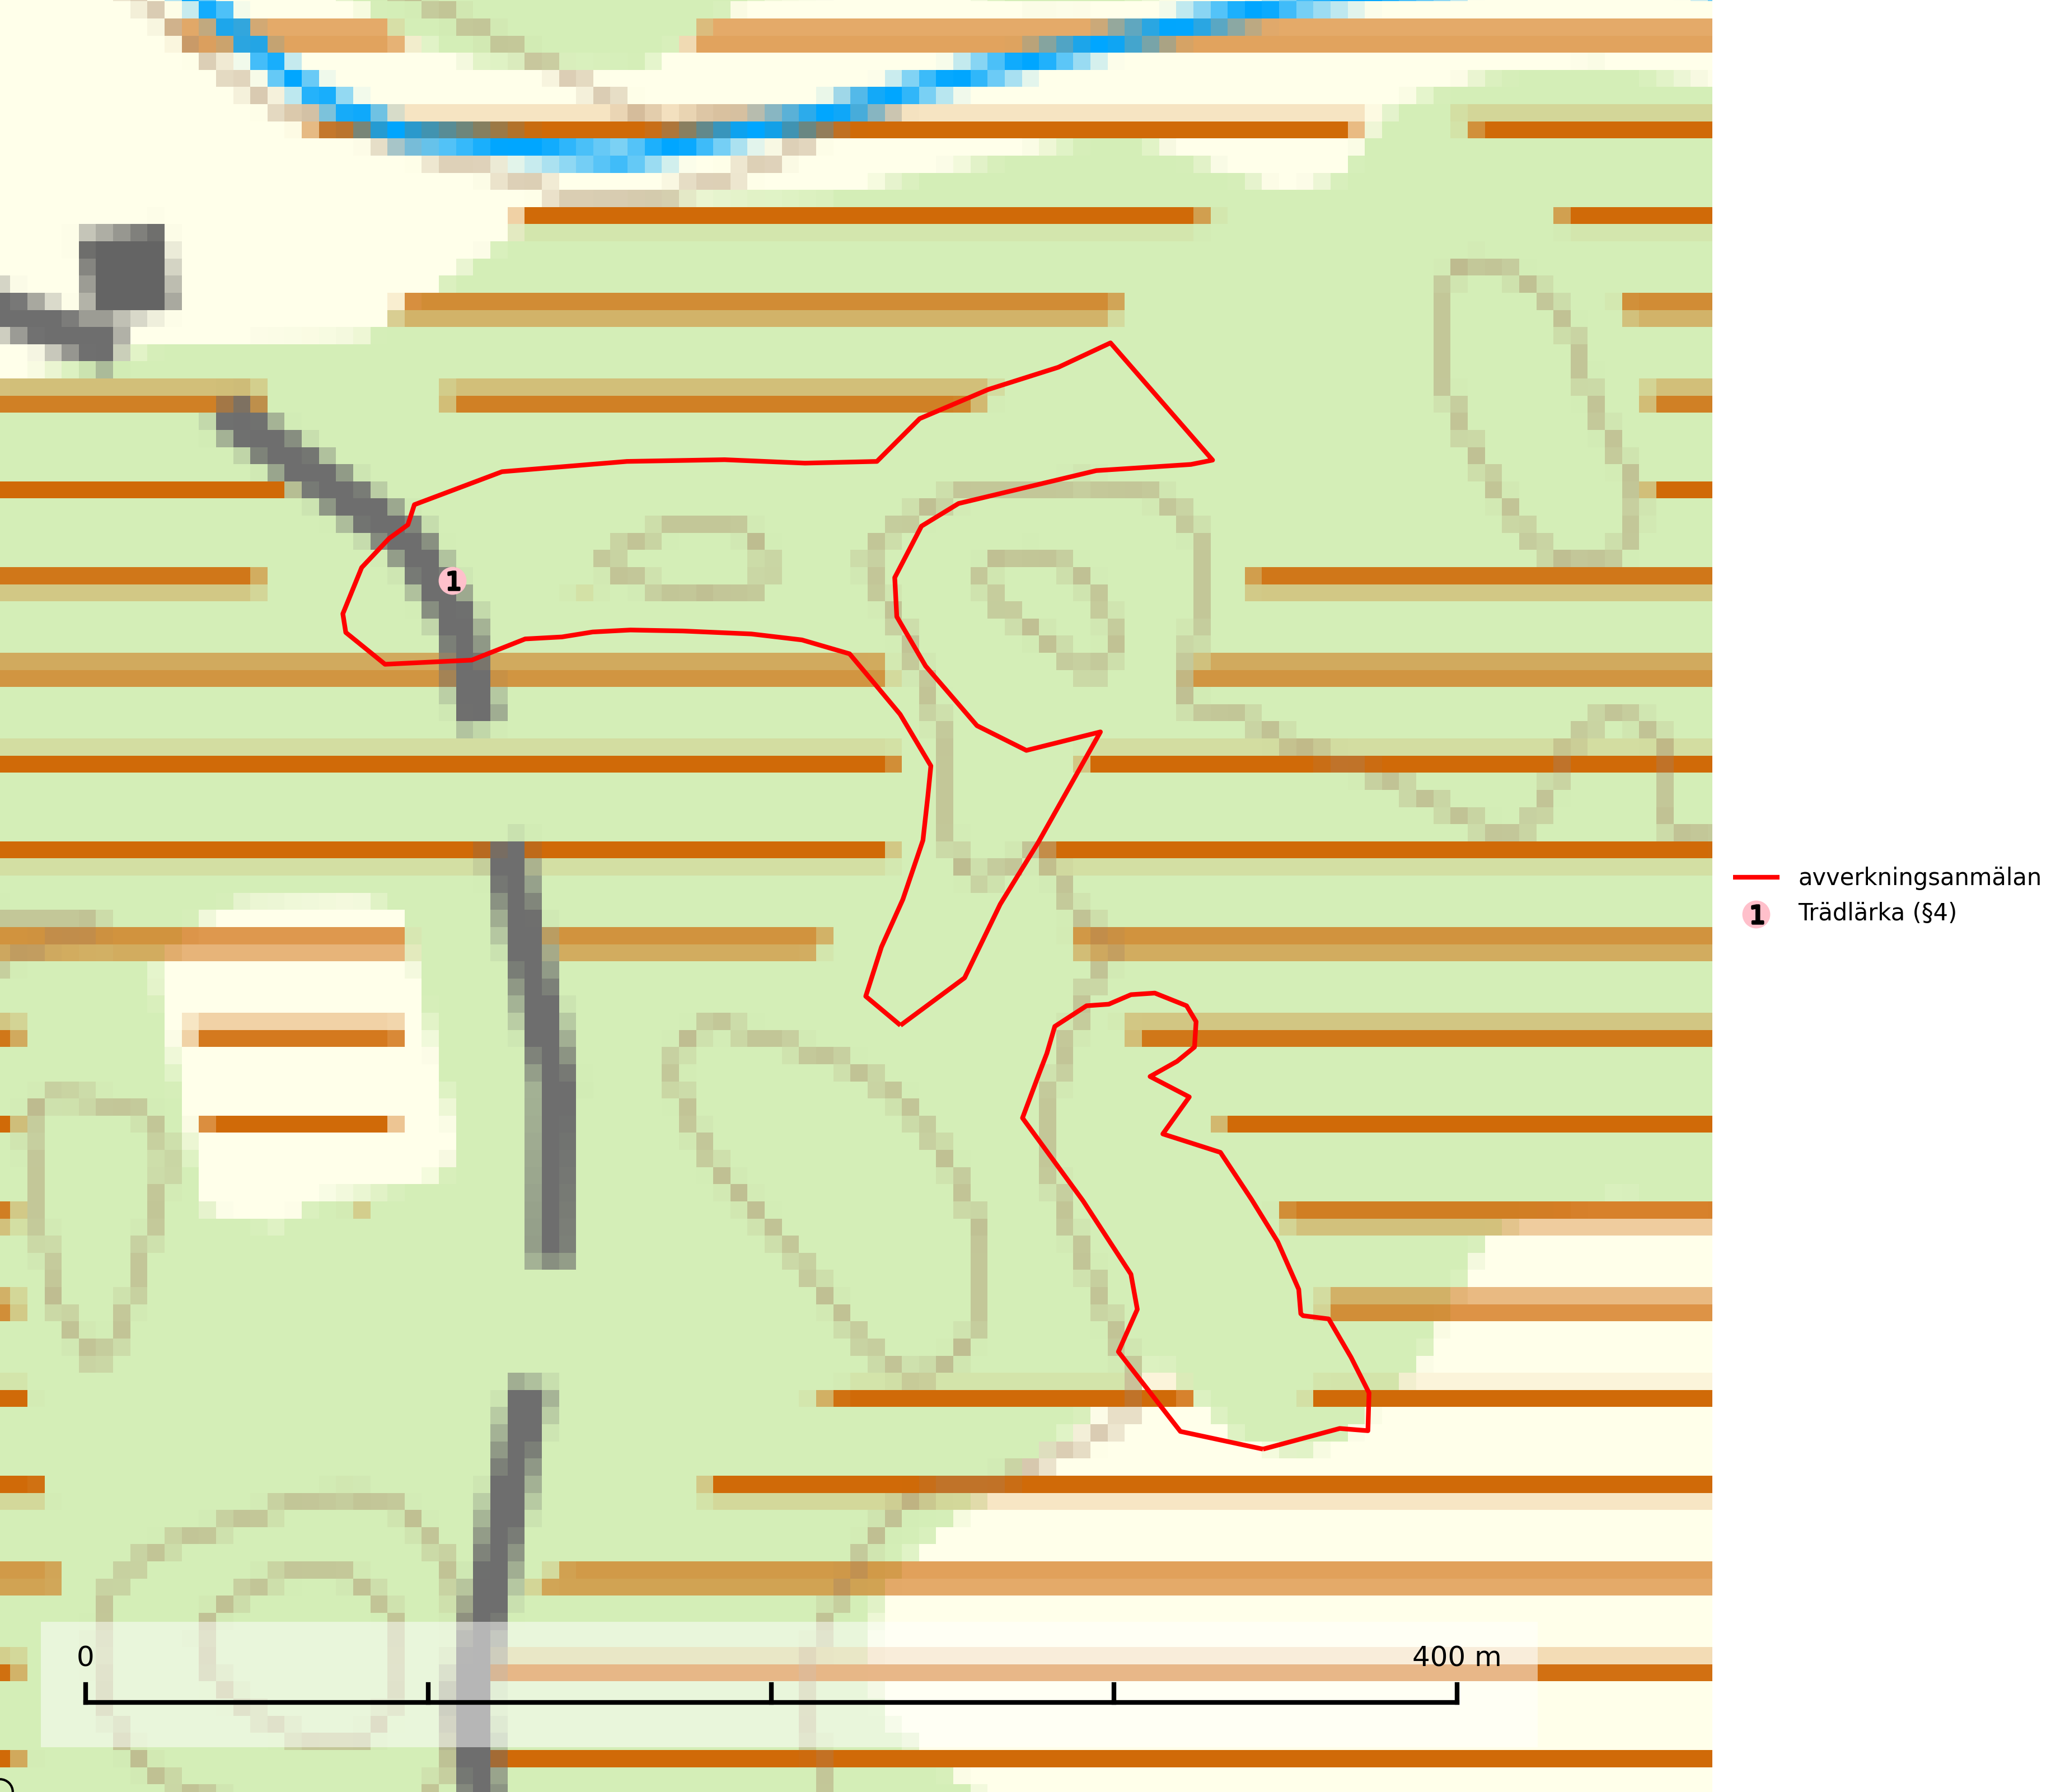 1
avverkningsanmälan
1 Trädlärka (§4)
0 400 m